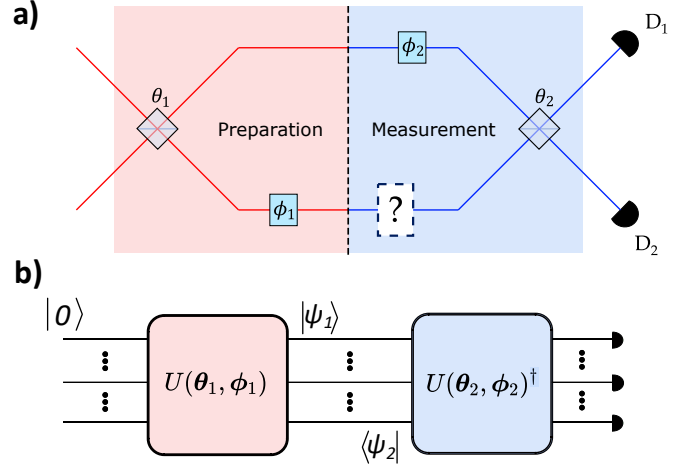 a)
D₁
ϕ₂
θ₁
θ₂
Preparation
Measurement
ϕ₁
?
D₂
b)
|0⟩
|ψ₁⟩
U(θ₁, ϕ₁)
U(θ₂, ϕ₂)†
⟨ψ₂|